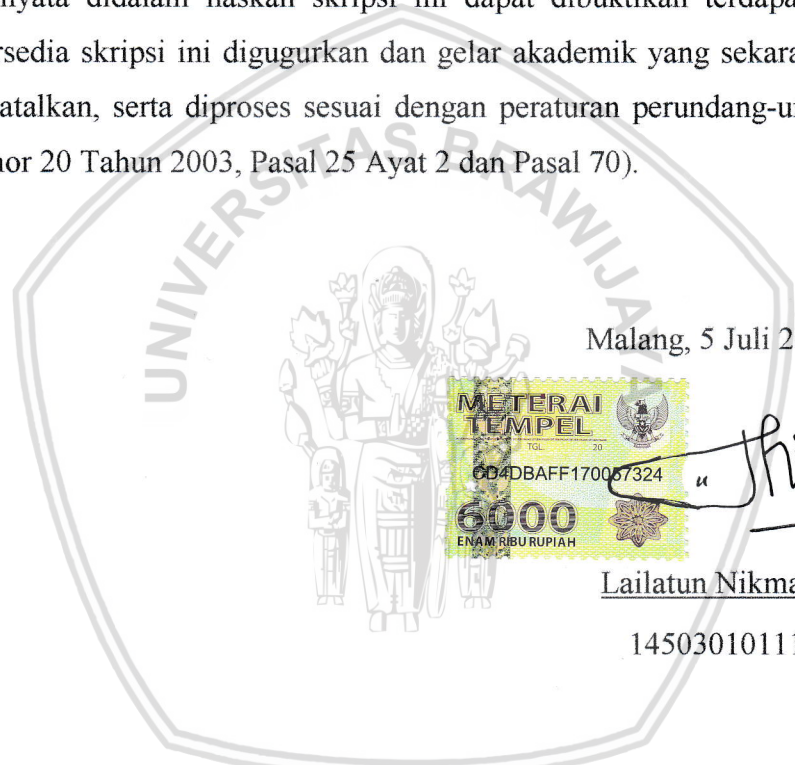 nyata didalam naskah skripsi ini dapat dibuktikan terdapa
rsedia skripsi ini digugurkan dan gelar akademik yang sekara
atalkan, serta diproses sesuai dengan peraturan perundang-u
nor 20 Tahun 2003, Pasal 25 Ayat 2 dan Pasal 70).
UNIVERSITAS BRAWIJAYA
Malang, 5 Juli 2
METERAI
TEMPEL
TGL. 20
CD4DBAFF170057324
6000
ENAM RIBU RUPIAH
Lailatun Nikma
14503010111